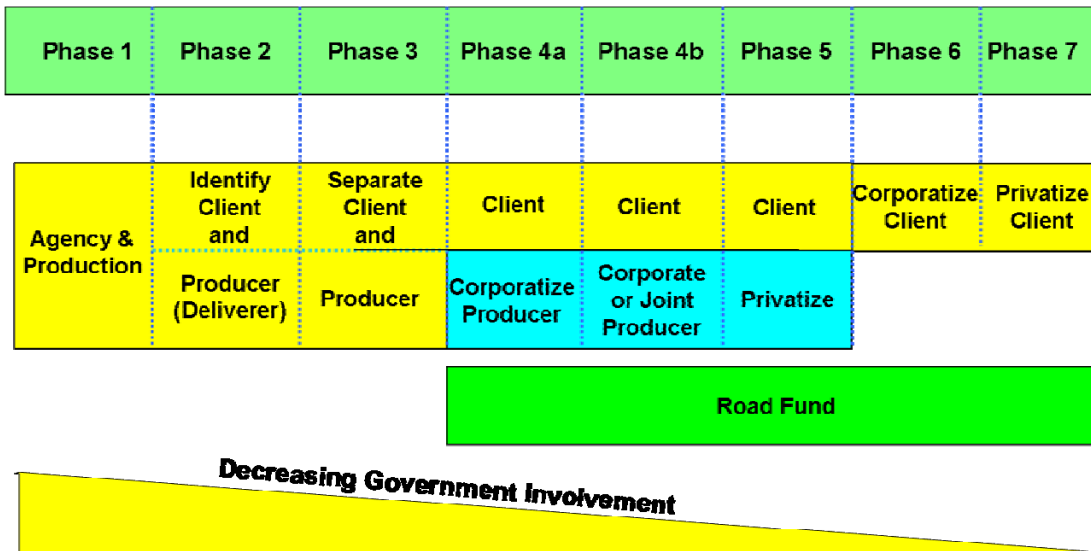 Phase 1 Phase 2 Phase 3 Phase 4a Phase 4b Phase 5 Phase 6 Phase 7
Agency &
Production
Identify
Client
and
Producer
(Deliverer)
Separate
Client
and
Producer
Client
Corporatize
Producer
Client
Corporate
or Joint
Producer
Client
Privatize
Corporatize
Client
Privatize
Client
Road Fund
Decreasing Government Involvement